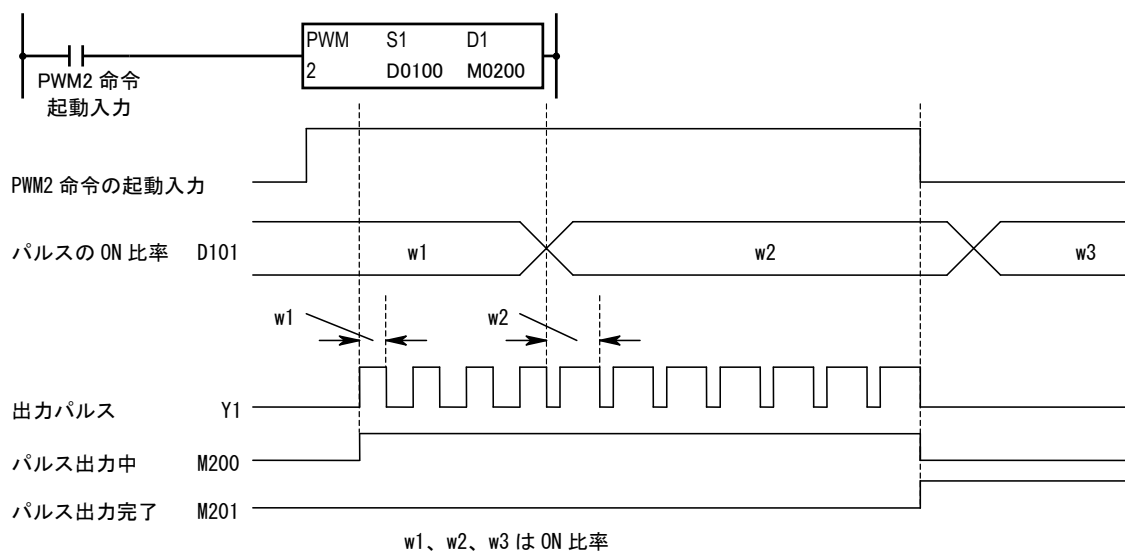 PWM S1 D1
2 D0100 M0200
PWM2 命令
起動入力
PWM2 命令の起動入力
パルスの ON 比率 D101 w1 w2 w3
w1 w2
出力パルス Y1
パルス出力中 M200
パルス出力完了 M201
w1、w2、w3 は ON 比率